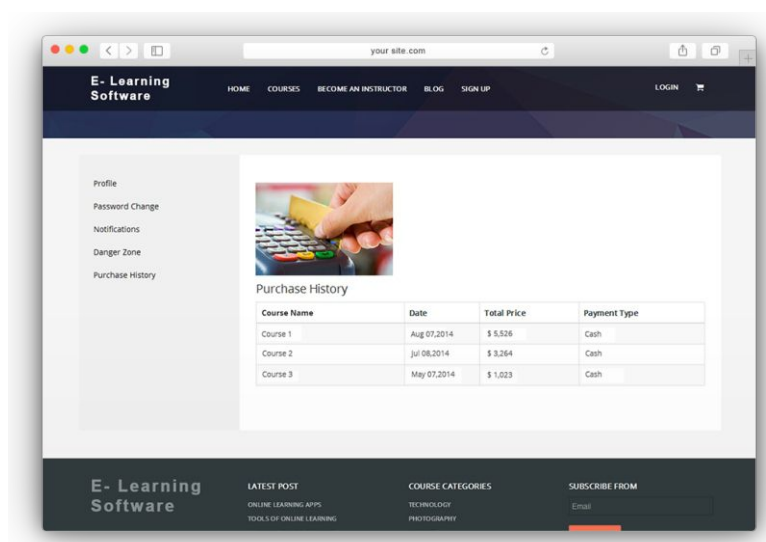 your site.com
E- Learning
Software
HOME COURSES BECOME AN INSTRUCTOR BLOG SIGN UP LOGIN
Profile
Password Change
Notifications
Danger Zone
Purchase History
Purchase History
Course Name Date Total Price Payment Type
Course 1 Aug 07,2014 $ 5,526 Cash
Course 2 Jul 08,2014 $ 3,264 Cash
Course 3 May 07,2014 $ 1,023 Cash
E- Learning
Software
LATEST POST COURSE CATEGORIES SUBSCRIBE FROM
ONLINE LEARNING APPS TECHNOLOGY Email
TOOLS OF ONLINE LEARNING PHOTOGRAPHY